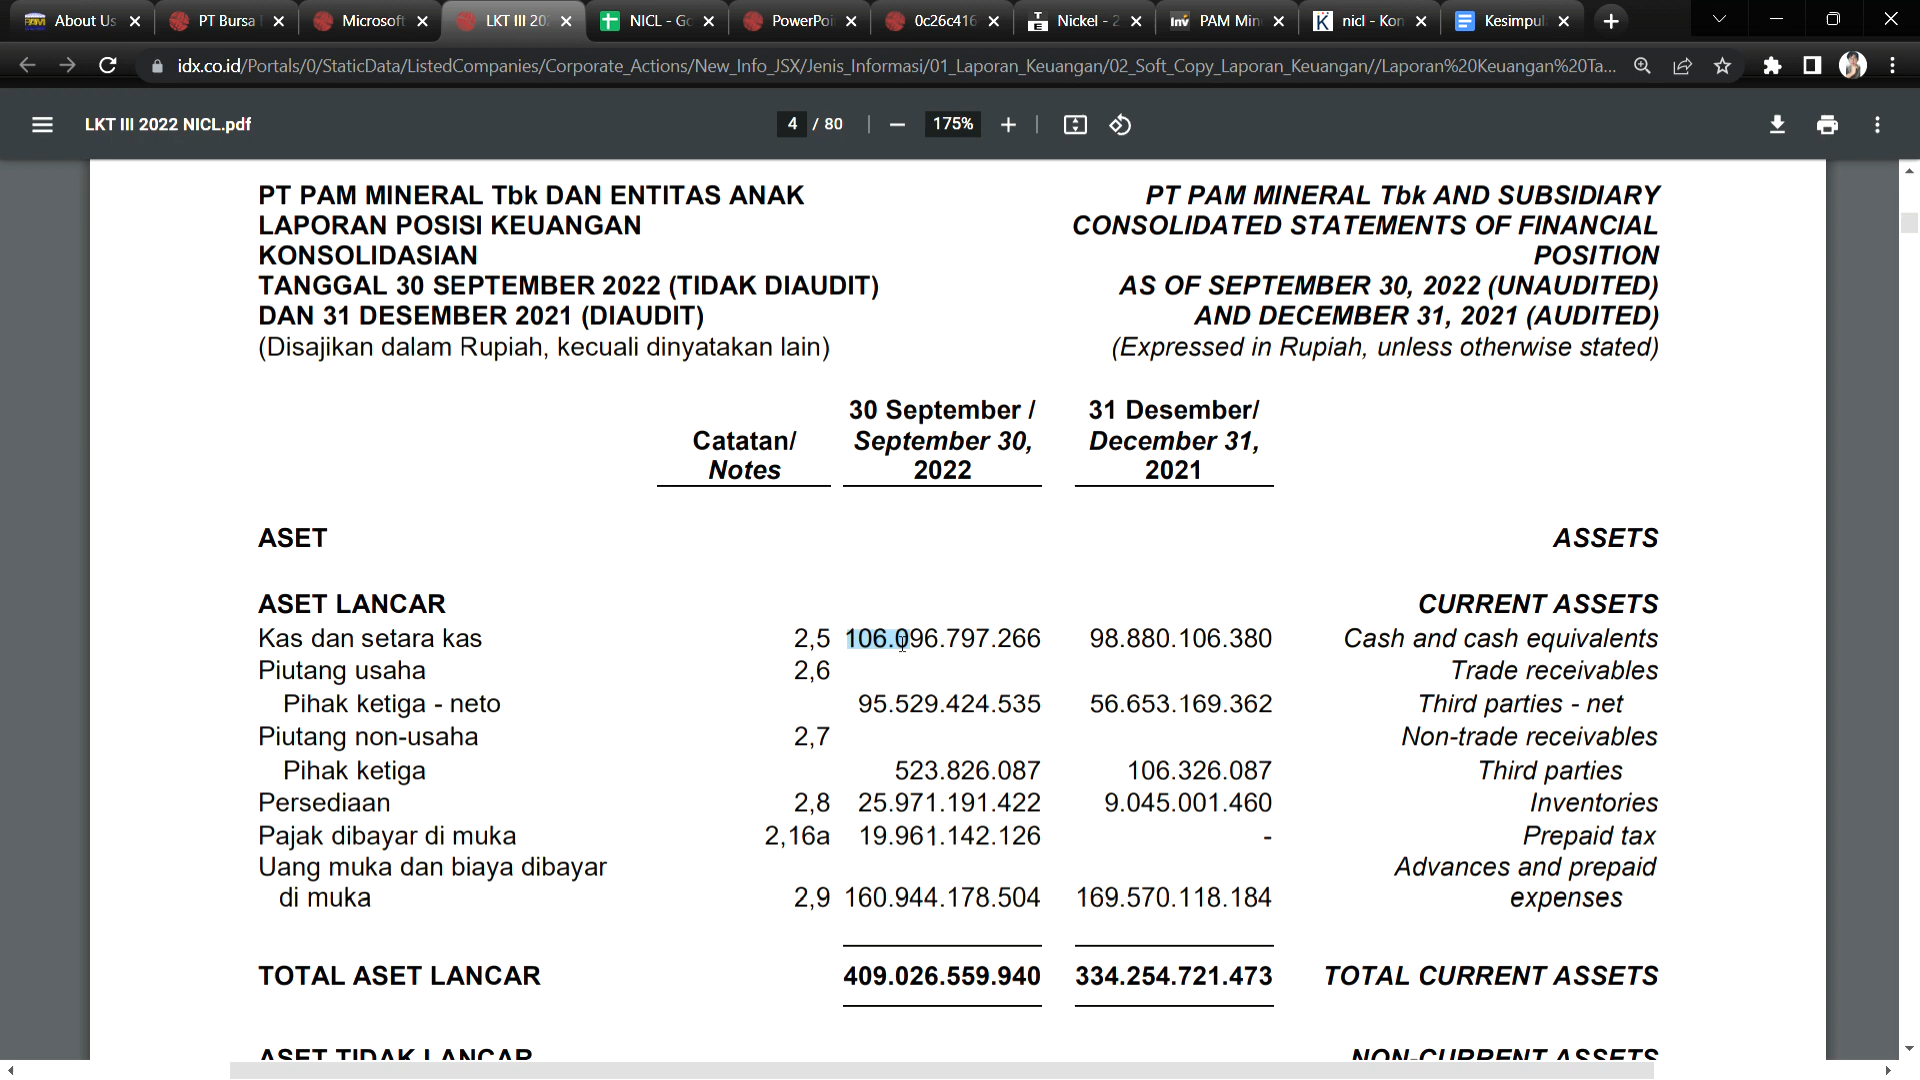 About Us
PT Bursa
Microsoft
LKT III 202
NICL - Go
PowerPoi
0c26c416
Nickel - 2
PAM Min
nicl - Kon
Kesimpul
idx.co.id/Portals/0/StaticData/ListedCompanies/Corporate_Actions/New_Info_JSX/Jenis_Informasi/01_Laporan_Keuangan/02_Soft_Copy_Laporan_Keuangan//Laporan%20Keuangan%20Ta...
LKT III 2022 NICL.pdf
4 / 80
175%
PT PAM MINERAL Tbk DAN ENTITAS ANAK
LAPORAN POSISI KEUANGAN
KONSOLIDASIAN
TANGGAL 30 SEPTEMBER 2022 (TIDAK DIAUDIT)
DAN 31 DESEMBER 2021 (DIAUDIT)
(Disajikan dalam Rupiah, kecuali dinyatakan lain)
PT PAM MINERAL Tbk AND SUBSIDIARY
CONSOLIDATED STATEMENTS OF FINANCIAL
POSITION
AS OF SEPTEMBER 30, 2022 (UNAUDITED)
AND DECEMBER 31, 2021 (AUDITED)
(Expressed in Rupiah, unless otherwise stated)
Catatan/
Notes
30 September /
September 30,
2022
31 Desember/
December 31,
2021
ASET ASSETS
ASET LANCAR CURRENT ASSETS
Kas dan setara kas 2,5 106.096.797.266 98.880.106.380 Cash and cash equivalents
Piutang usaha 2,6 Trade receivables
Pihak ketiga - neto 95.529.424.535 56.653.169.362 Third parties - net
Piutang non-usaha 2,7 Non-trade receivables
Pihak ketiga 523.826.087 106.326.087 Third parties
Persediaan 2,8 25.971.191.422 9.045.001.460 Inventories
Pajak dibayar di muka 2,16a 19.961.142.126 - Prepaid tax
Uang muka dan biaya dibayar Advances and prepaid
di muka 2,9 160.944.178.504 169.570.118.184 expenses
TOTAL ASET LANCAR 409.026.559.940 334.254.721.473 TOTAL CURRENT ASSETS
ASET TIDAK LANCAR NON-CURRENT ASSETS